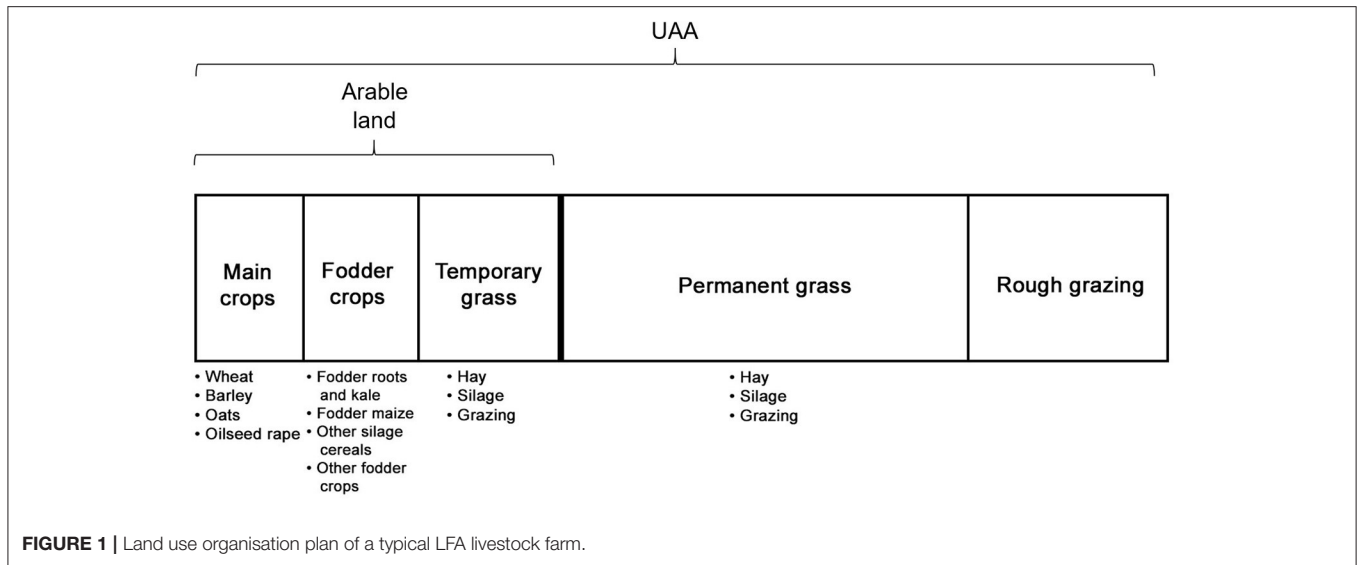 UAA
Arable
land
Main
crops
Fodder
crops
Temporary
grass
Permanent grass
Rough grazing
• Wheat
• Barley
• Oats
• Oilseed rape
• Fodder roots
and kale
• Fodder maize
• Other silage
cereals
• Other fodder
crops
• Hay
• Silage
• Grazing
• Hay
• Silage
• Grazing
FIGURE 1 | Land use organisation plan of a typical LFA livestock farm.